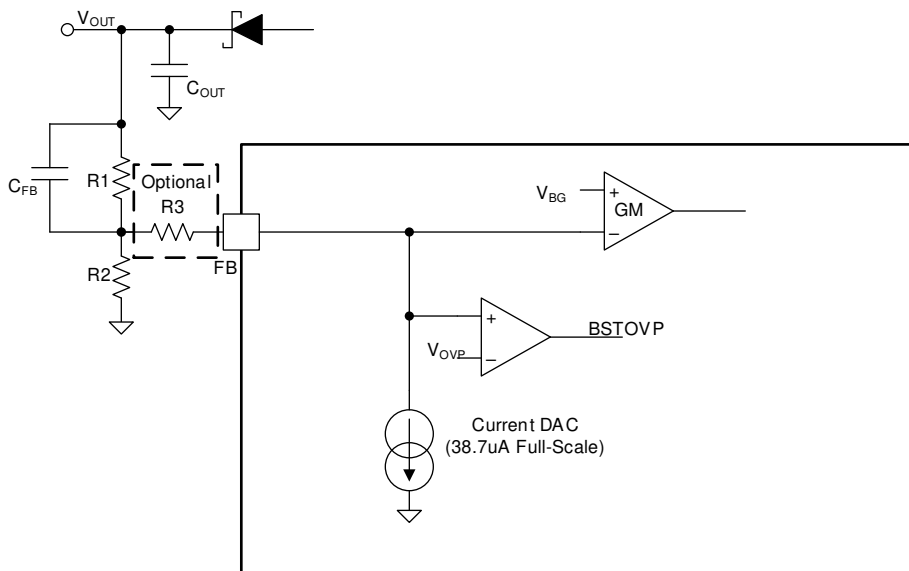 VOUT
COUT
CFB
R1
Optional
R3
FB
R2
VBG
+
GM
−
+
VOVP
−
BSTOVP
Current DAC
(38.7uA Full-Scale)